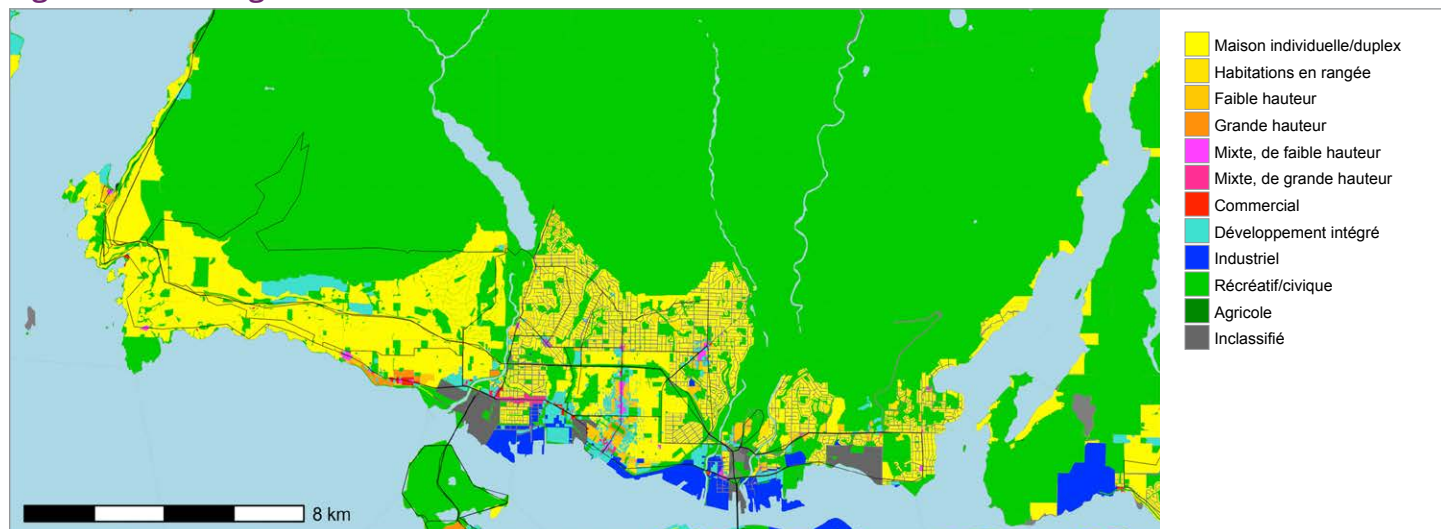 Maison individuelle/duplex
Habitations en rangée
Faible hauteur
Grande hauteur
Mixte, de faible hauteur
Mixte, de grande hauteur
Commercial
Développement intégré
Industriel
Récréatif/civique
Agricole
Inclassifié
8 km